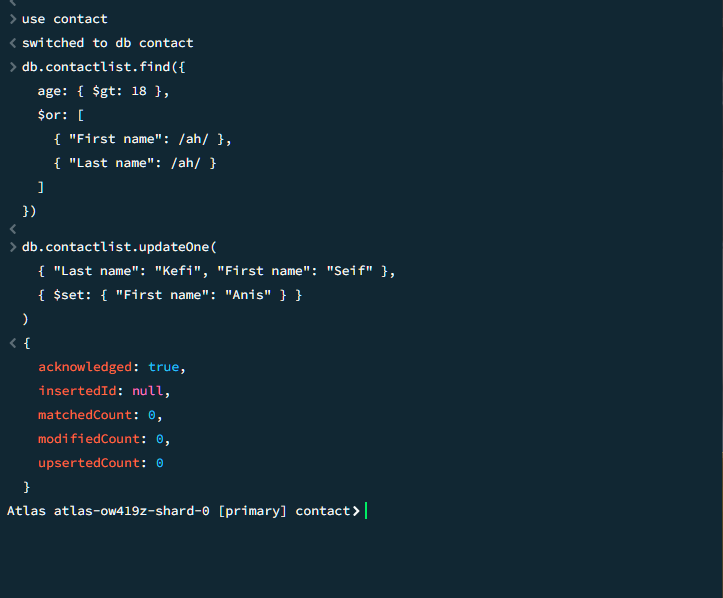 > use contact
< switched to db contact
> db.contactlist.find({
    age: { $gt: 18 },
    $or: [
      { "First name": /ah/ },
      { "Last name": /ah/ }
    ]
  })
<
> db.contactlist.updateOne(
    { "Last name": "Kefi", "First name": "Seif" },
    { $set: { "First name": "Anis" } }
  )
< {
    acknowledged: true,
    insertedId: null,
    matchedCount: 0,
    modifiedCount: 0,
    upsertedCount: 0
  }
Atlas atlas-ow419z-shard-0 [primary] contact>